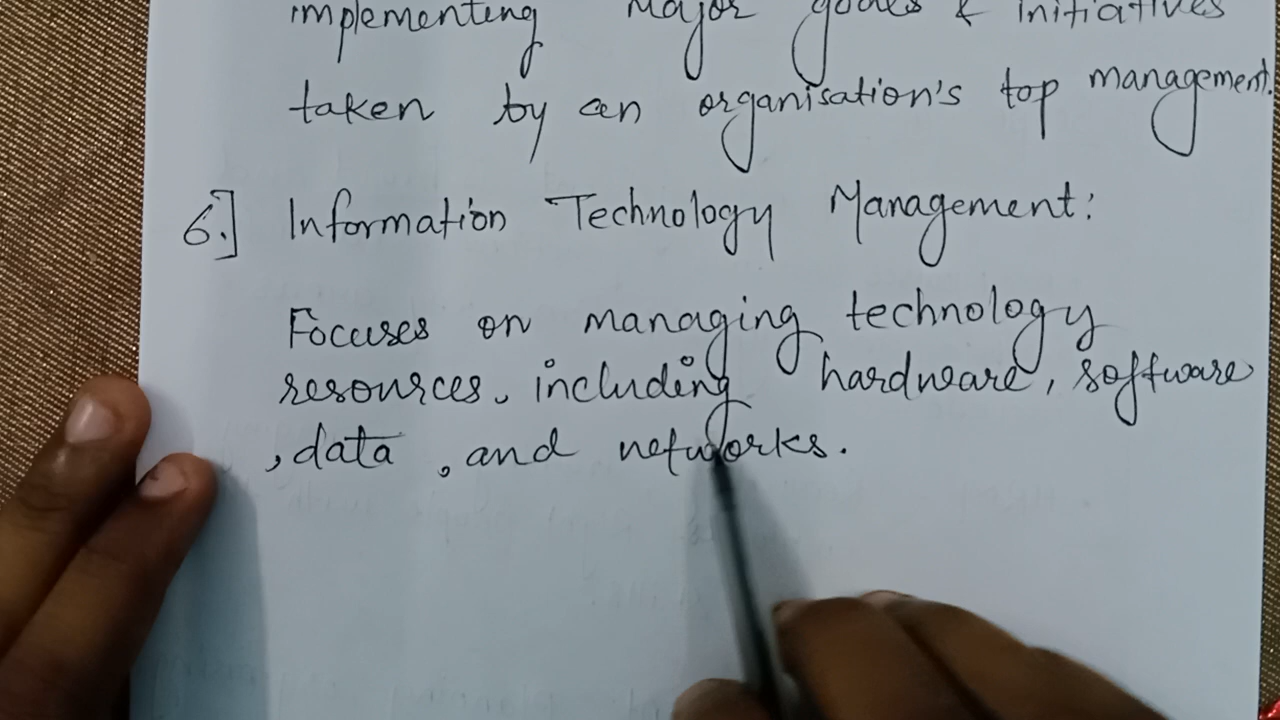 implementing major goals & initiatives
taken by an organisation's top management.
6.] Information Technology Management:
Focuses on managing technology
resources, including hardware, software
, data , and networks.